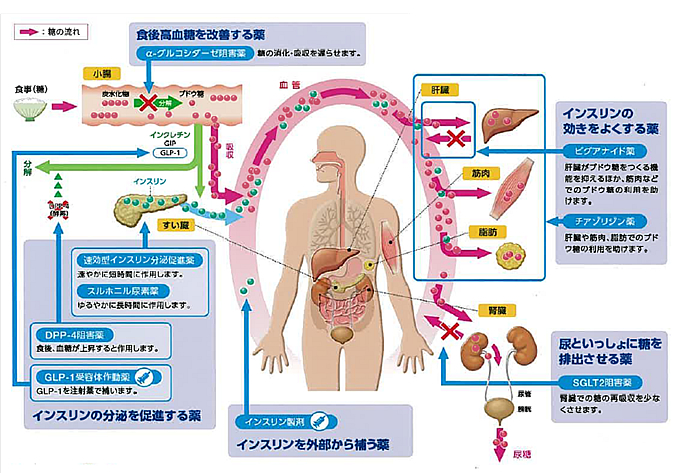 ：糖の流れ
食後高血糖を改善する薬
α-グルコシダーゼ阻害薬
糖の消化・吸収を遅らせます。
小腸
食事(糖)
炭水化物
分解
ブドウ糖
血管
インクレチン
GIP
GLP-1
吸収
分解
インスリン
すい臓
速効型インスリン分泌促進薬
速やかに短時間に作用します。
スルホニル尿素薬
ゆるやかに長時間に作用します。
DPP-4阻害薬
食後、血糖が上昇すると作用します。
GLP-1受容体作動薬
GLP-1を注射薬で補います。
インスリンの分泌を促進する薬
インスリン製剤
インスリンを外部から補う薬
肝臓
筋肉
脂肪
腎臓
インスリンの
効きをよくする薬
ビグアナイド薬
肝臓がブドウ糖をつくる機
能を抑えるほか、筋肉など
でのブドウ糖の利用を助
けます。
チアゾリジン薬
肝臓や筋肉、脂肪でのブド
ウ糖の利用を助けます。
尿といっしょに糖を
排出させる薬
SGLT2阻害薬
腎臓での糖の再吸収を少な
くさせます。
尿管
膀胱
尿糖